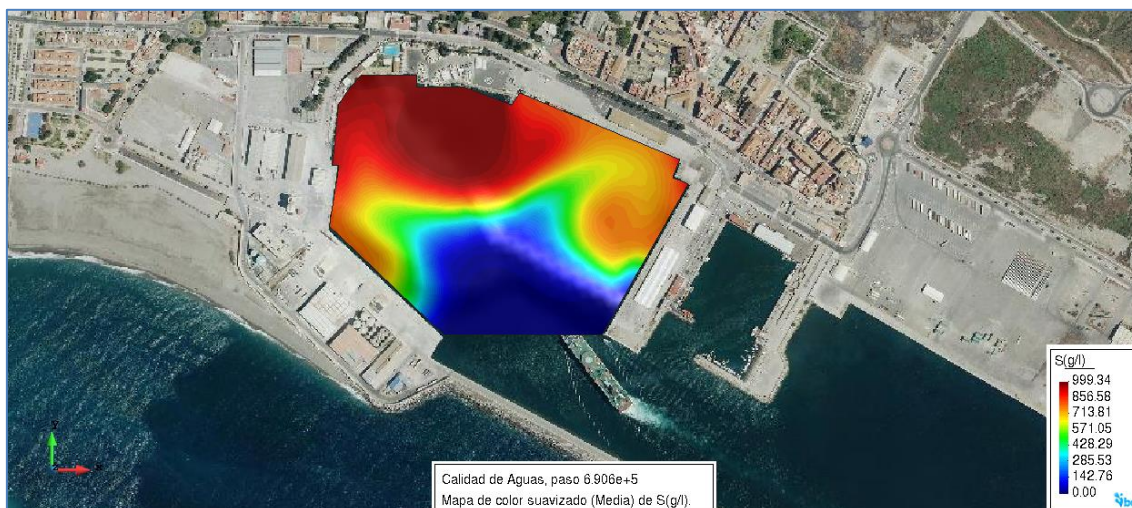 S(g/l)
999.34
856.58
713.81
571.05
428.29
285.53
142.76
0.00
Calidad de Aguas, paso 6.906e+5
Mapa de color suavizado (Media) de S(g/l).